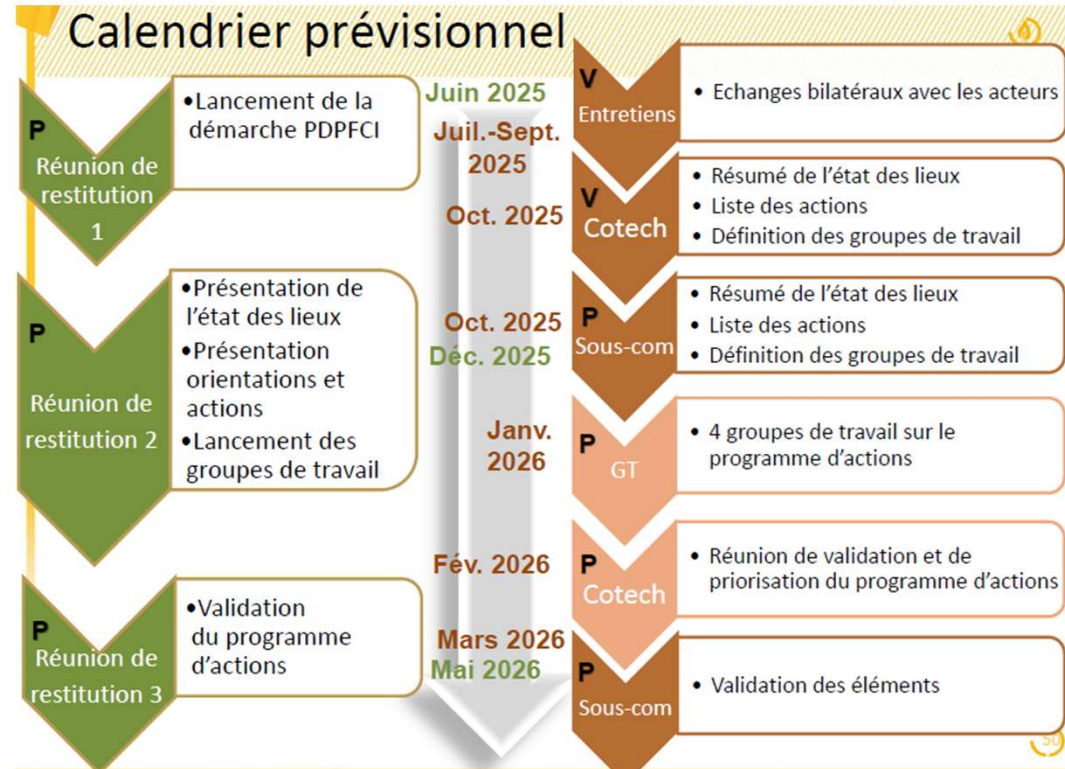 Calendrier prévisionnel
P
Réunion de
restitution
1
•Lancement de la
démarche PDPFCI
P
Réunion de
restitution 2
•Présentation de
l’état des lieux
•Présentation
orientations et
actions
•Lancement des
groupes de travail
P
Réunion de
restitution 3
•Validation
du programme
d’actions
Juin 2025
Juil.-Sept.
2025
Oct. 2025
Oct. 2025
Déc. 2025
Janv.
2026
Fév. 2026
Mars 2026
Mai 2026
V
Entretiens
• Echanges bilatéraux avec les acteurs
V
Cotech
• Résumé de l’état des lieux
• Liste des actions
• Définition des groupes de travail
P
Sous-com
• Résumé de l’état des lieux
• Liste des actions
• Définition des groupes de travail
P
GT
• 4 groupes de travail sur le
programme d’actions
P
Cotech
• Réunion de validation et de
priorisation du programme d’actions
P
Sous-com
• Validation des éléments
50